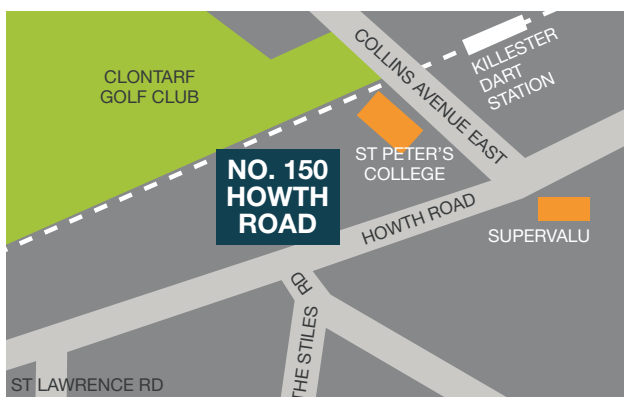 CLONTARF
GOLF CLUB
COLLINS AVENUE EAST
KILLESTER
DART
STATION
ST PETER'S
COLLEGE
NO. 150
HOWTH
ROAD
HOWTH ROAD
SUPERVALU
THE STILES RD
ST LAWRENCE RD